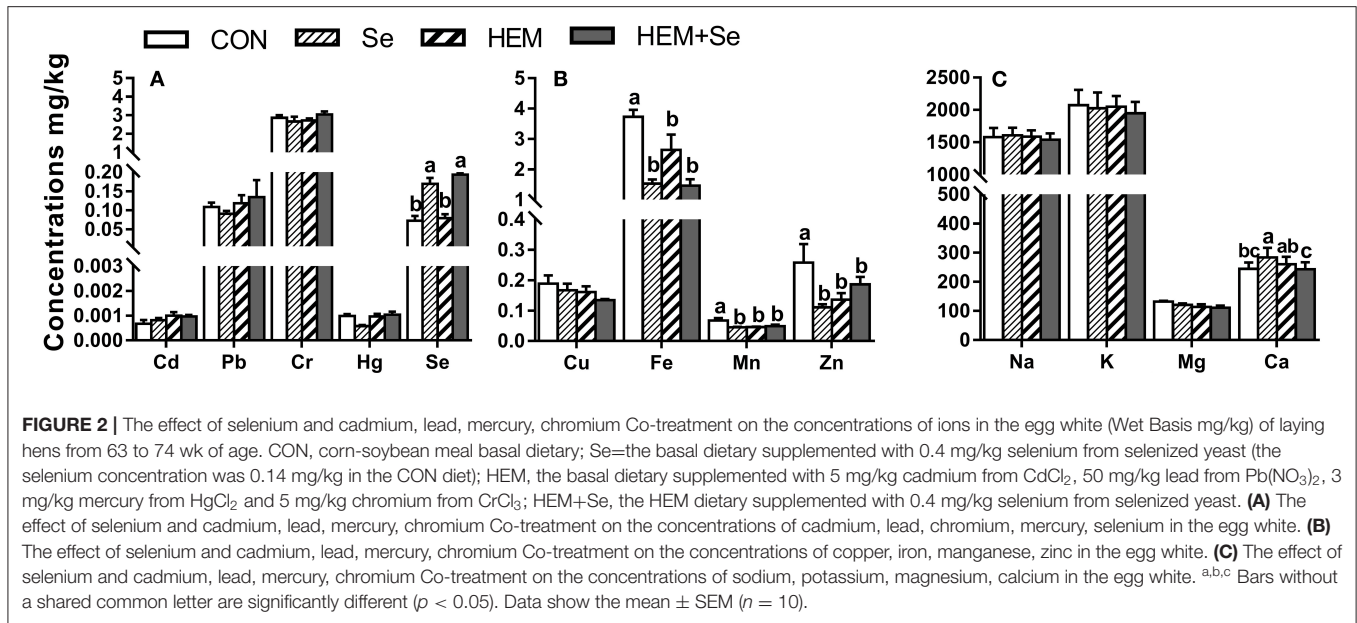 CON Se HEM HEM+Se
Concentrations mg/kg
A
5
4
3
2
1
0.20
0.15
0.10
0.05
0.003
0.002
0.001
0.000
b a b a
Cd Pb Cr Hg Se
B
5
4
3
2
1
0.4
0.3
0.2
0.1
0.0
a b b b
a b b b
a b b b
Cu Fe Mn Zn
C
2500
2000
1500
1000
500
400
300
200
100
0
bc a ab c
Na K Mg Ca
FIGURE 2 | The effect of selenium and cadmium, lead, mercury, chromium Co-treatment on the concentrations of ions in the egg white (Wet Basis mg/kg) of laying
hens from 63 to 74 wk of age. CON, corn-soybean meal basal dietary; Se=the basal dietary supplemented with 0.4 mg/kg selenium from selenized yeast (the
selenium concentration was 0.14 mg/kg in the CON diet); HEM, the basal dietary supplemented with 5 mg/kg cadmium from CdCl₂, 50 mg/kg lead from Pb(NO₃)₂, 3
mg/kg mercury from HgCl₂ and 5 mg/kg chromium from CrCl₃; HEM+Se, the HEM dietary supplemented with 0.4 mg/kg selenium from selenized yeast. (A) The
effect of selenium and cadmium, lead, mercury, chromium Co-treatment on the concentrations of cadmium, lead, chromium, mercury, selenium in the egg white. (B)
The effect of selenium and cadmium, lead, mercury, chromium Co-treatment on the concentrations of copper, iron, manganese, zinc in the egg white. (C) The effect of
selenium and cadmium, lead, mercury, chromium Co-treatment on the concentrations of sodium, potassium, magnesium, calcium in the egg white. a,b,c Bars without
a shared common letter are significantly different (p < 0.05). Data show the mean ± SEM (n = 10).